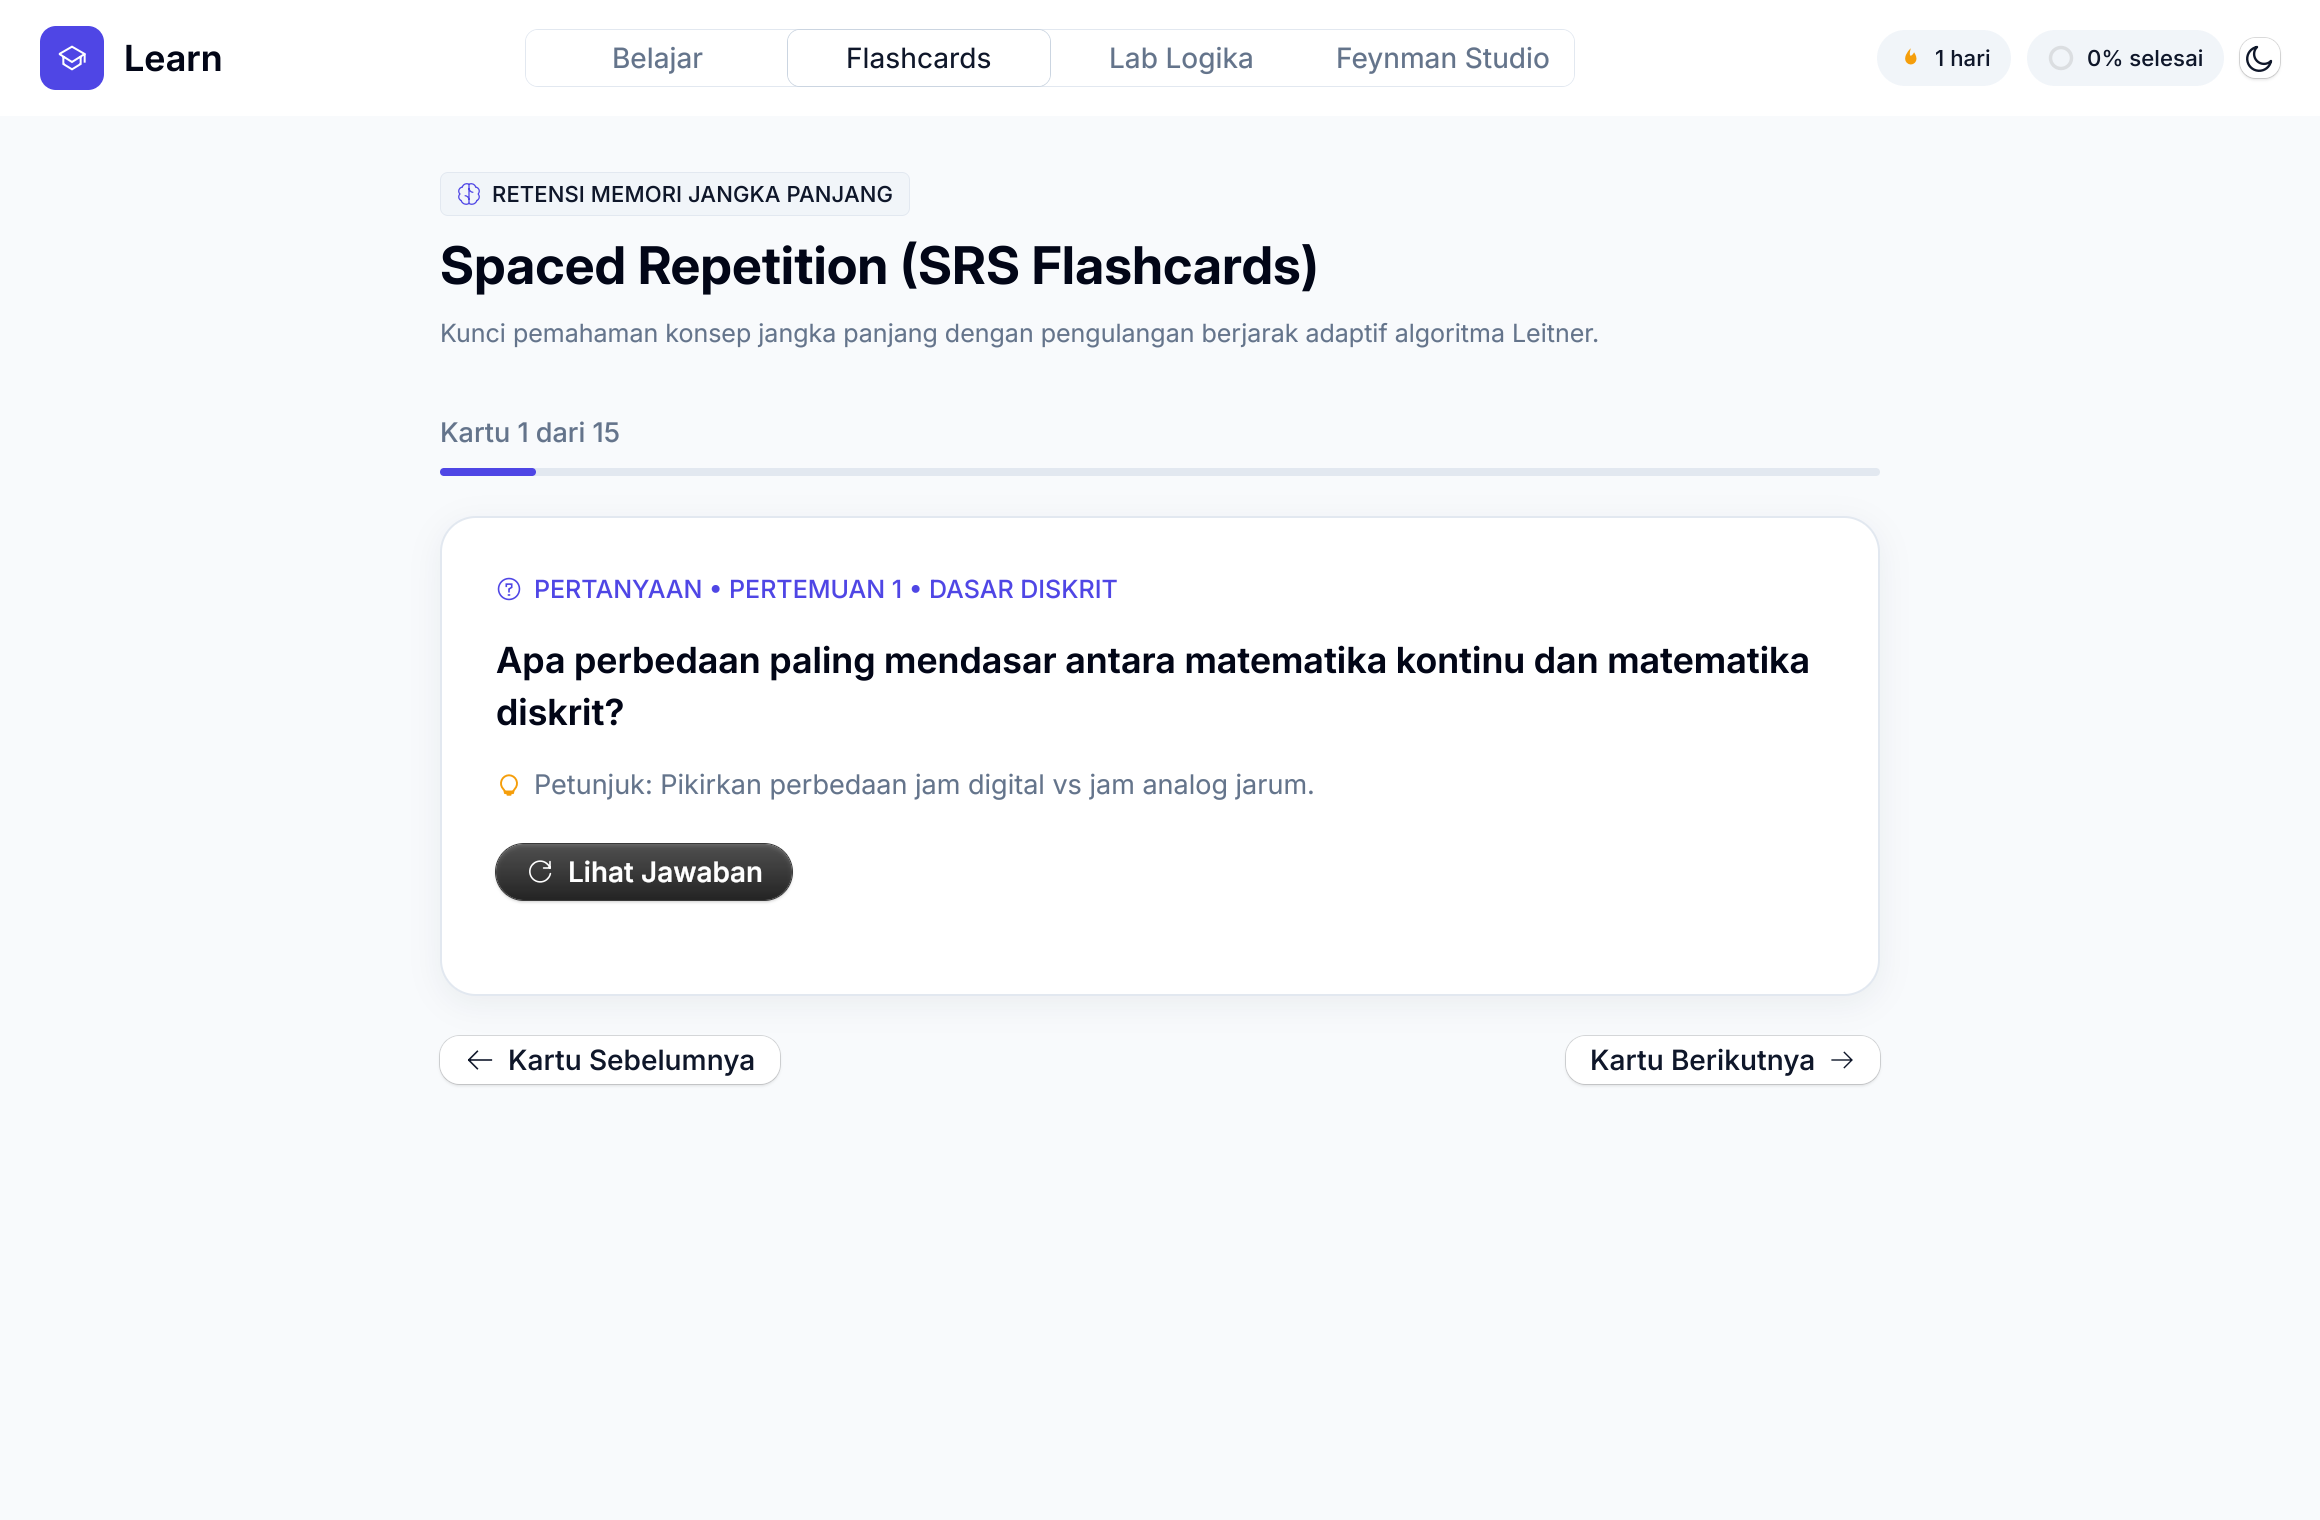 Learn
Belajar
Flashcards
Lab Logika
Feynman Studio
1 hari
0% selesai
RETENSI MEMORI JANGKA PANJANG
Spaced Repetition (SRS Flashcards)
Kunci pemahaman konsep jangka panjang dengan pengulangan berjarak adaptif algoritma Leitner.
Kartu 1 dari 15
PERTANYAAN • PERTEMUAN 1 • DASAR DISKRIT
Apa perbedaan paling mendasar antara matematika kontinu dan matematika
diskrit?
Petunjuk: Pikirkan perbedaan jam digital vs jam analog jarum.
Lihat Jawaban
Kartu Sebelumnya
Kartu Berikutnya